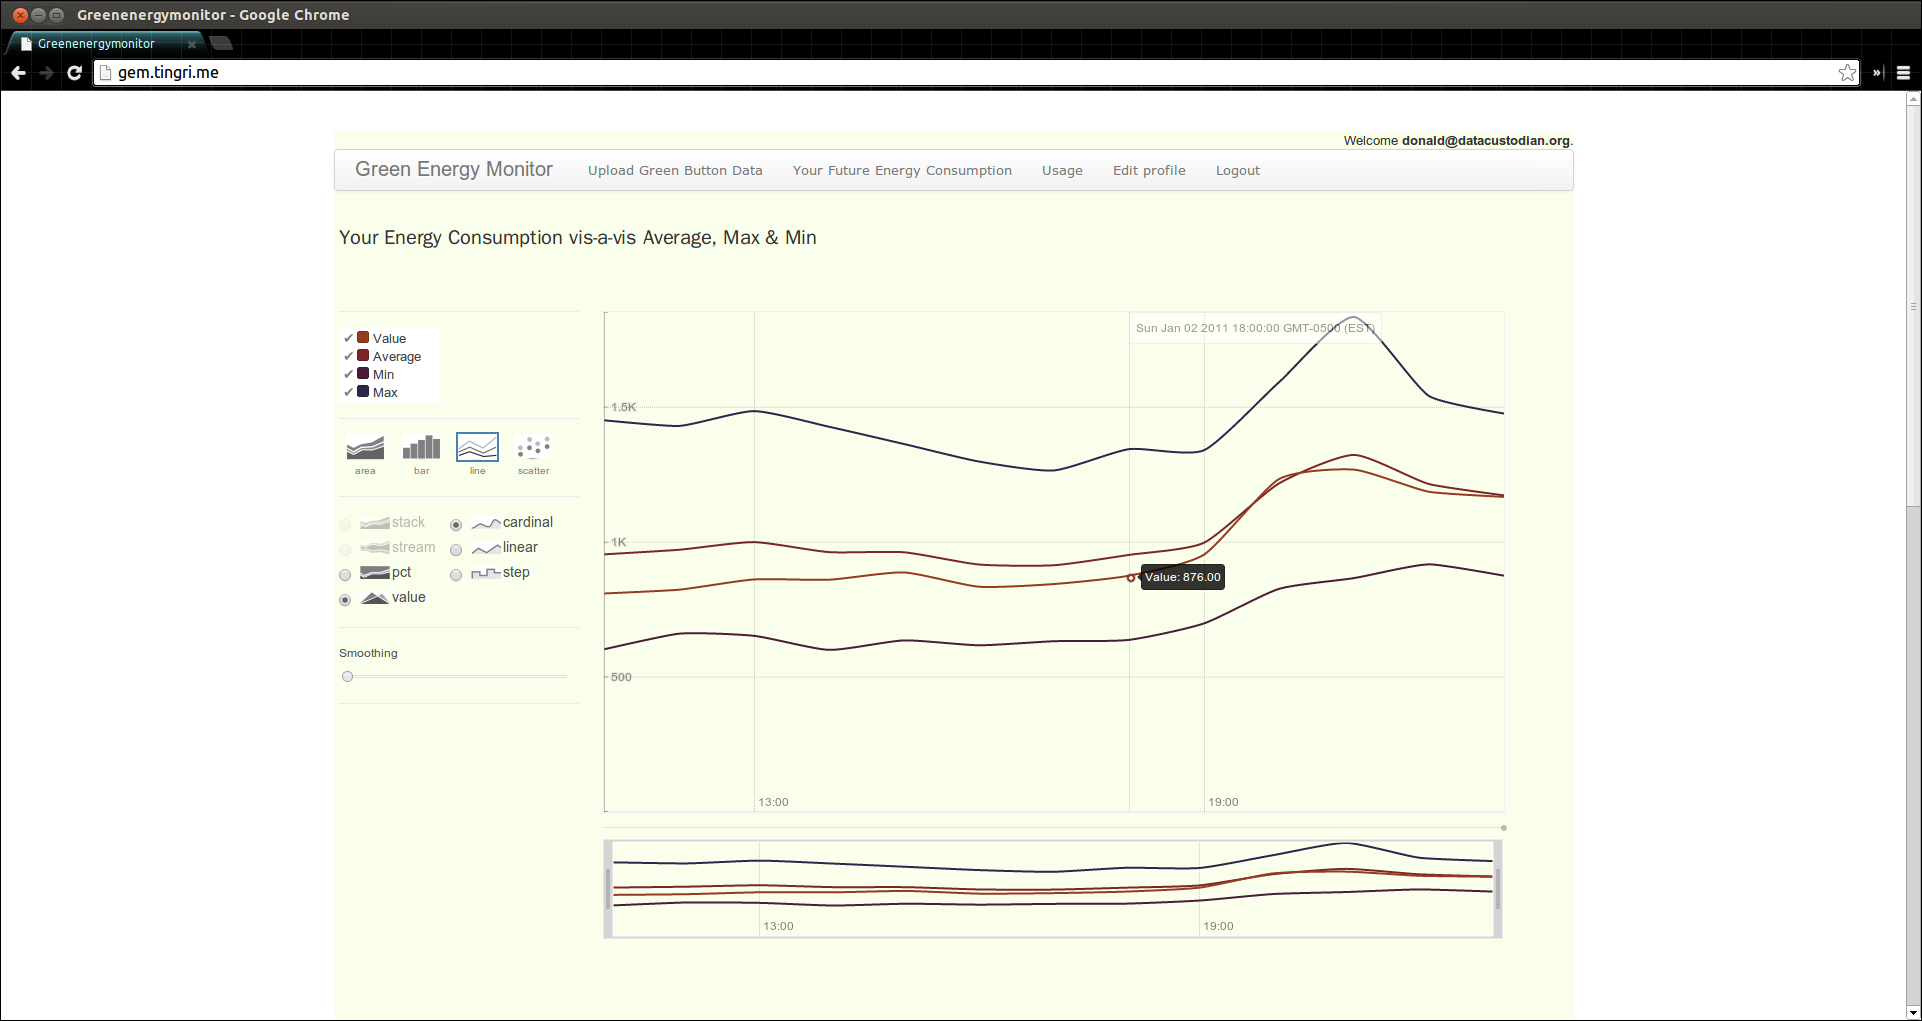 Greenenergymonitor - Google Chrome
Greenenergymonitor
gem.tingri.me
Welcome donald@datacustodian.org.
Green Energy Monitor Upload Green Button Data Your Future Energy Consumption Usage Edit profile Logout
Your Energy Consumption vis-a-vis Average, Max & Min
Value
Average
Min
Max
area bar line scatter
stack cardinal
stream linear
pct step
value
Smoothing
Sun Jan 02 2011 18:00:00 GMT-0500 (EST)
1.5K
1K
Value: 876.00
500
13:00 19:00
13:00 19:00